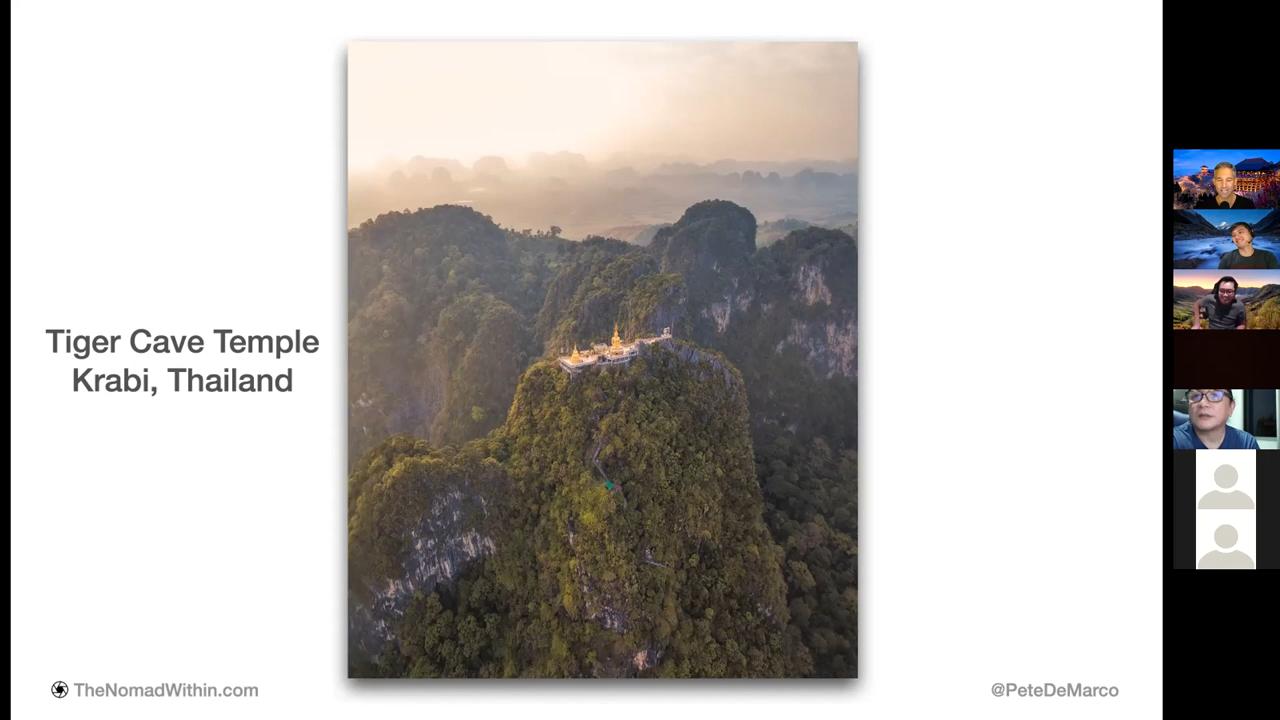 Tiger Cave Temple
Krabi, Thailand
TheNomadWithin.com
@PeteDeMarco